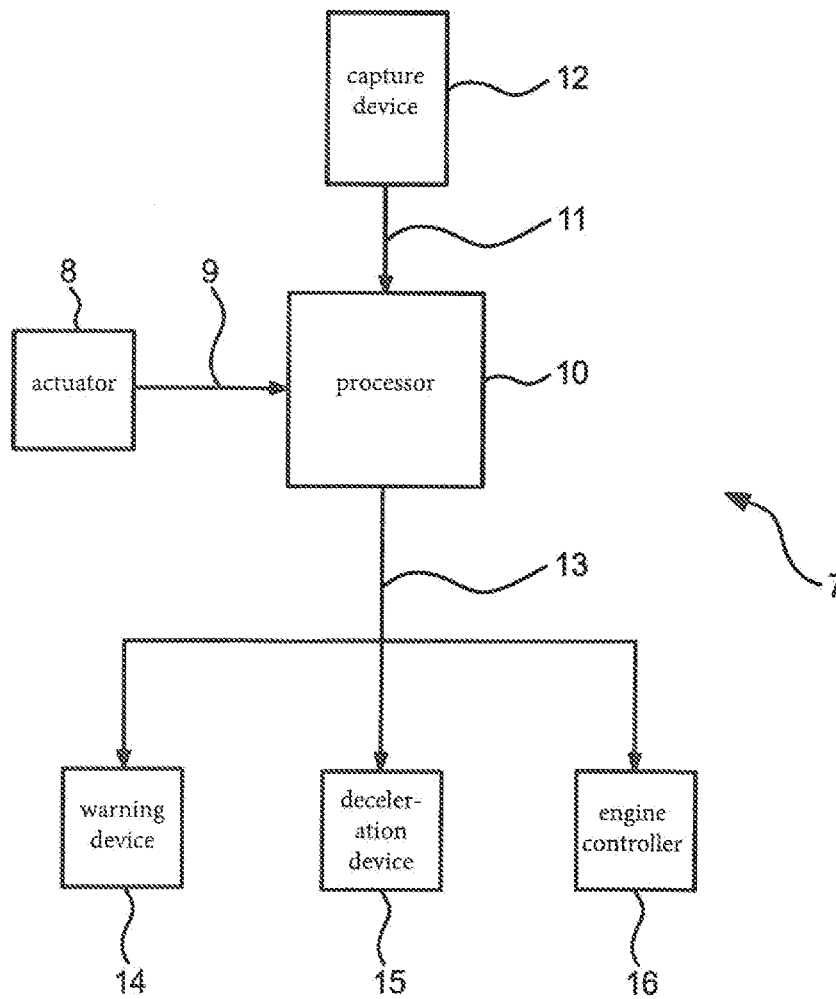 capture
device
12
11
8
9
actuator
processor
10
13
7
warning
device
deceler-
ation
device
engine
controller
14
15
16